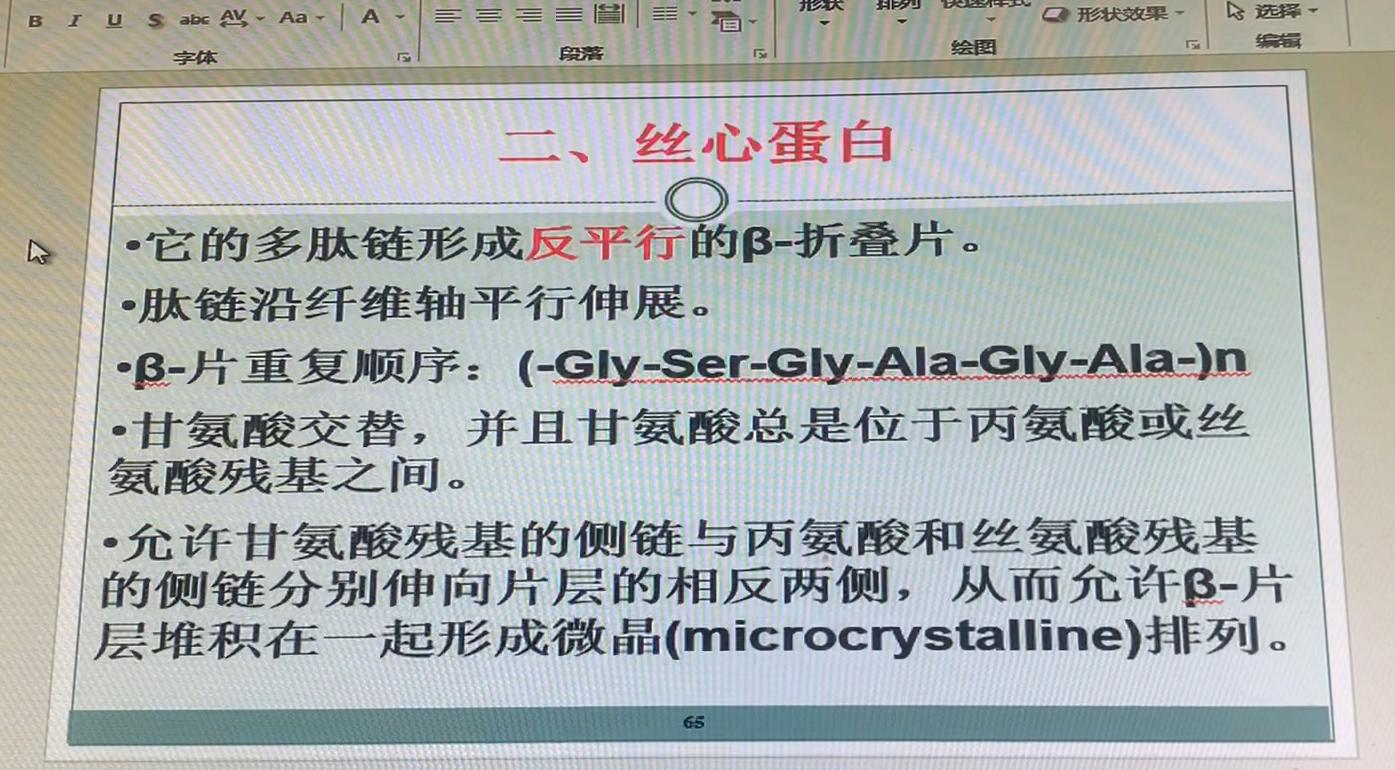 B I U S abc AV Aa A
形状 排列 快速样式 形状效果 选择
字体 段落 绘图 编辑
二、丝心蛋白
•它的多肽链形成反平行的β-折叠片。
•肽链沿纤维轴平行伸展。
•β-片重复顺序：(-Gly-Ser-Gly-Ala-Gly-Ala-)n
•甘氨酸交替，并且甘氨酸总是位于丙氨酸或丝
氨酸残基之间。
•允许甘氨酸残基的侧链与丙氨酸和丝氨酸残基
的侧链分别伸向片层的相反两侧，从而允许β-片
层堆积在一起形成微晶(microcrystalline)排列。
65